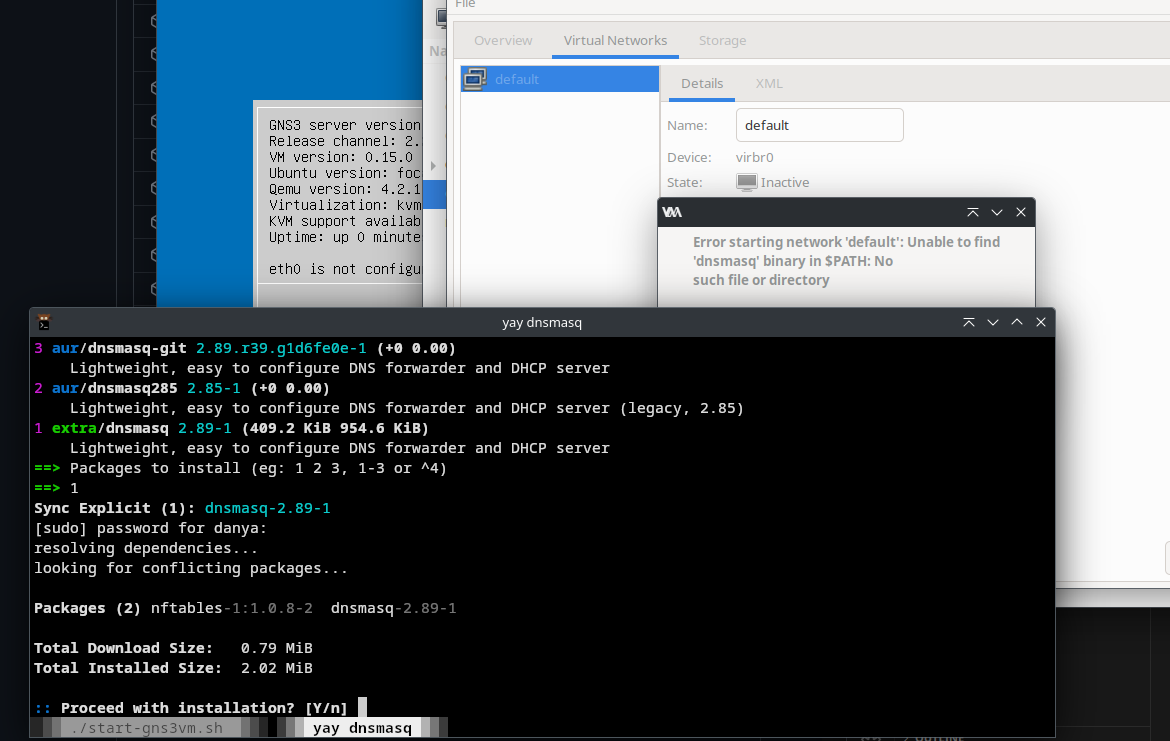 File
Overview
Virtual Networks
Storage
Na
default
Details
XML
Name:
default
Device:
virbr0
State:
Inactive
GNS3 server version
Release channel: 2.
VM version: 0.15.0
Ubuntu version: foc
Qemu version: 4.2.1
Virtualization: kvm
KVM support availab
Uptime: up 0 minute
eth0 is not configu
Error starting network 'default': Unable to find
'dnsmasq' binary in $PATH: No
such file or directory
yay dnsmasq
3 aur/dnsmasq-git 2.89.r39.g1d6fe0e-1 (+0 0.00)
Lightweight, easy to configure DNS forwarder and DHCP server
2 aur/dnsmasq285 2.85-1 (+0 0.00)
Lightweight, easy to configure DNS forwarder and DHCP server (legacy, 2.85)
1 extra/dnsmasq 2.89-1 (409.2 KiB 954.6 KiB)
Lightweight, easy to configure DNS forwarder and DHCP server
==> Packages to install (eg: 1 2 3, 1-3 or ^4)
==> 1
Sync Explicit (1): dnsmasq-2.89-1
[sudo] password for danya:
resolving dependencies...
looking for conflicting packages...
Packages (2) nftables-1:1.0.8-2  dnsmasq-2.89-1
Total Download Size:   0.79 MiB
Total Installed Size:  2.02 MiB
:: Proceed with installation? [Y/n]
./start-gns3vm.sh
yay dnsmasq